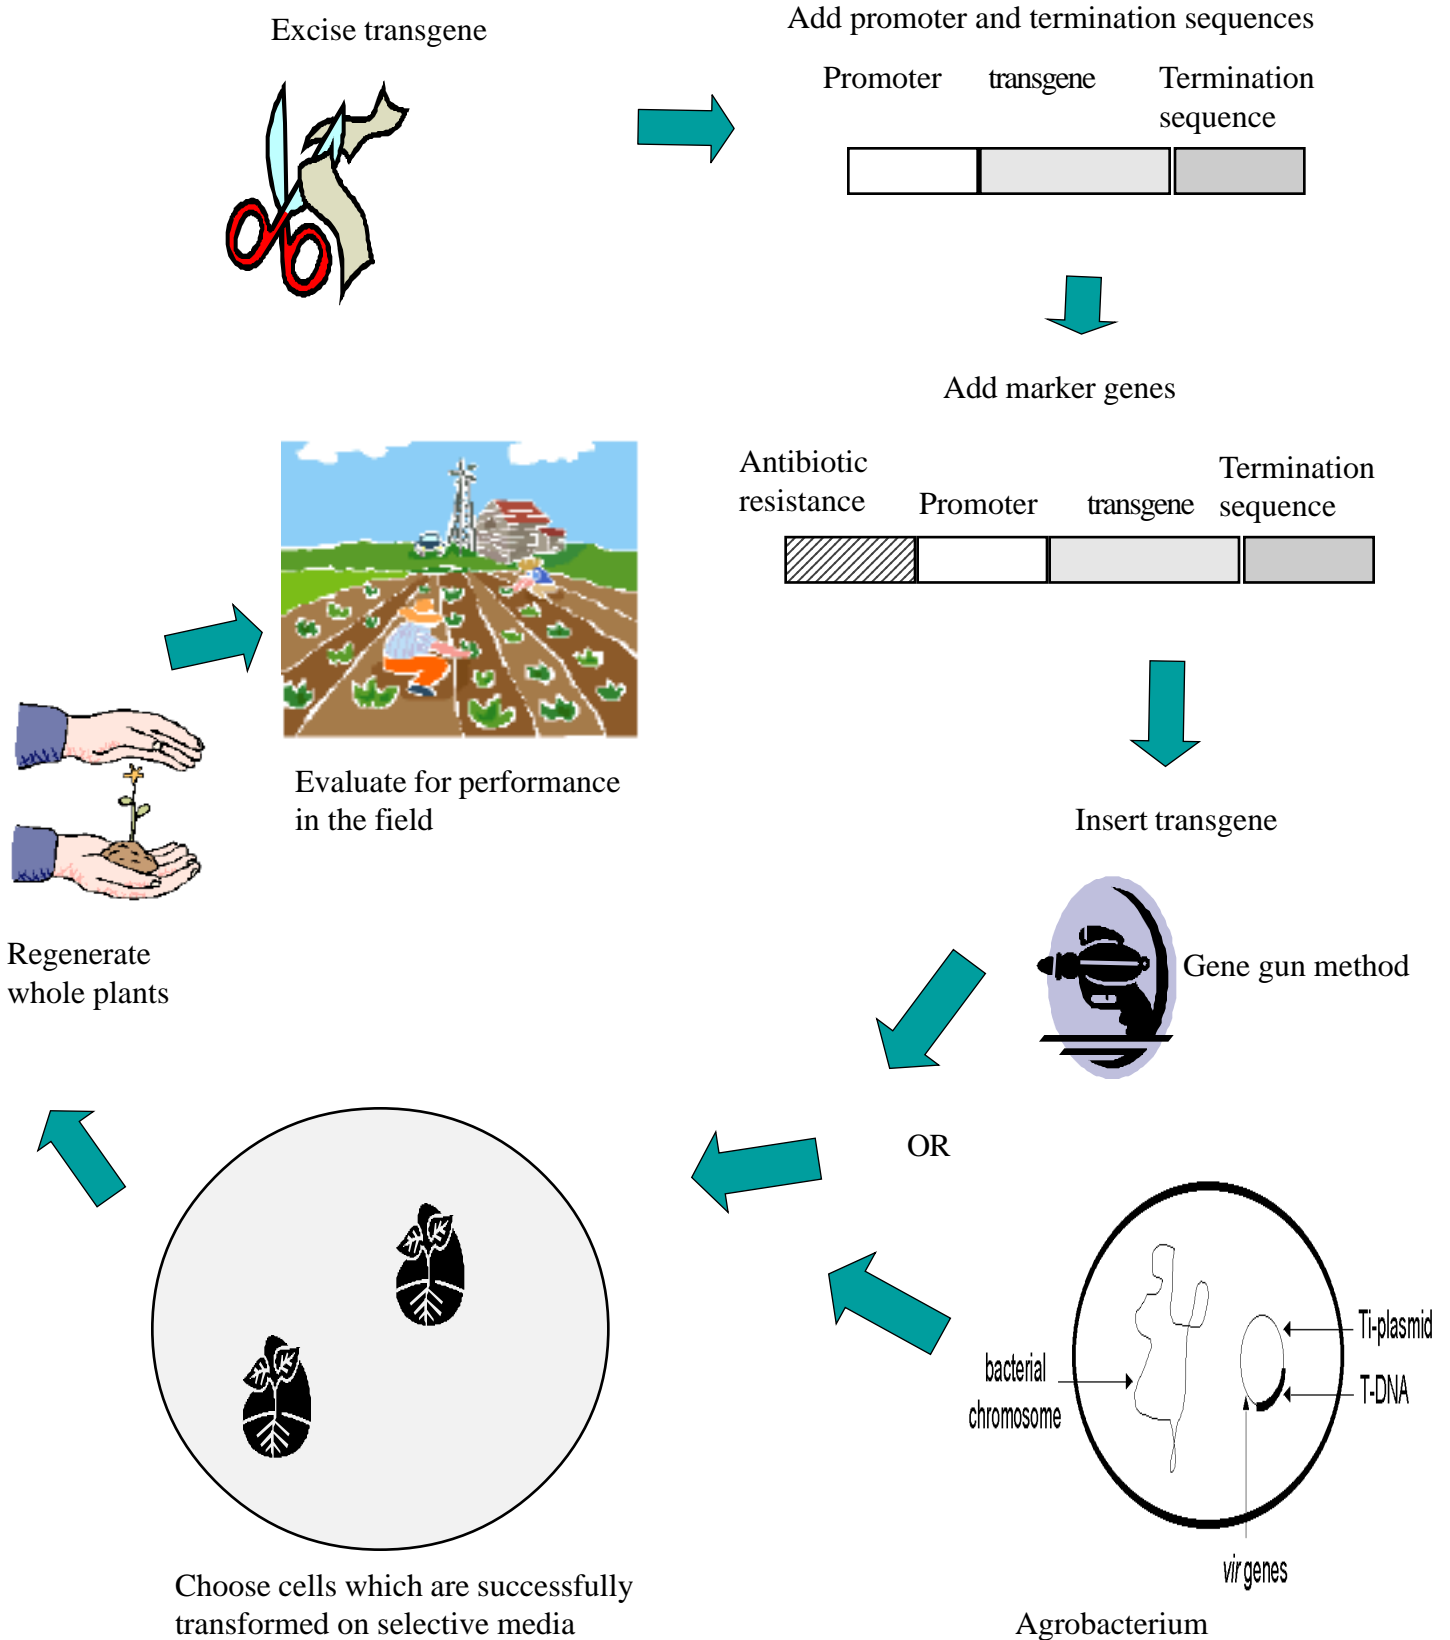 Excise transgene
Add promoter and termination sequences
Promoter transgene Termination
sequence
Add marker genes
Antibiotic
resistance Promoter transgene Termination
sequence
Insert transgene
Gene gun method
OR
bacterial
chromosome
Ti-plasmid
T-DNA
vir genes
Agrobacterium
Choose cells which are successfully
transformed on selective media
Regenerate
whole plants
Evaluate for performance
in the field